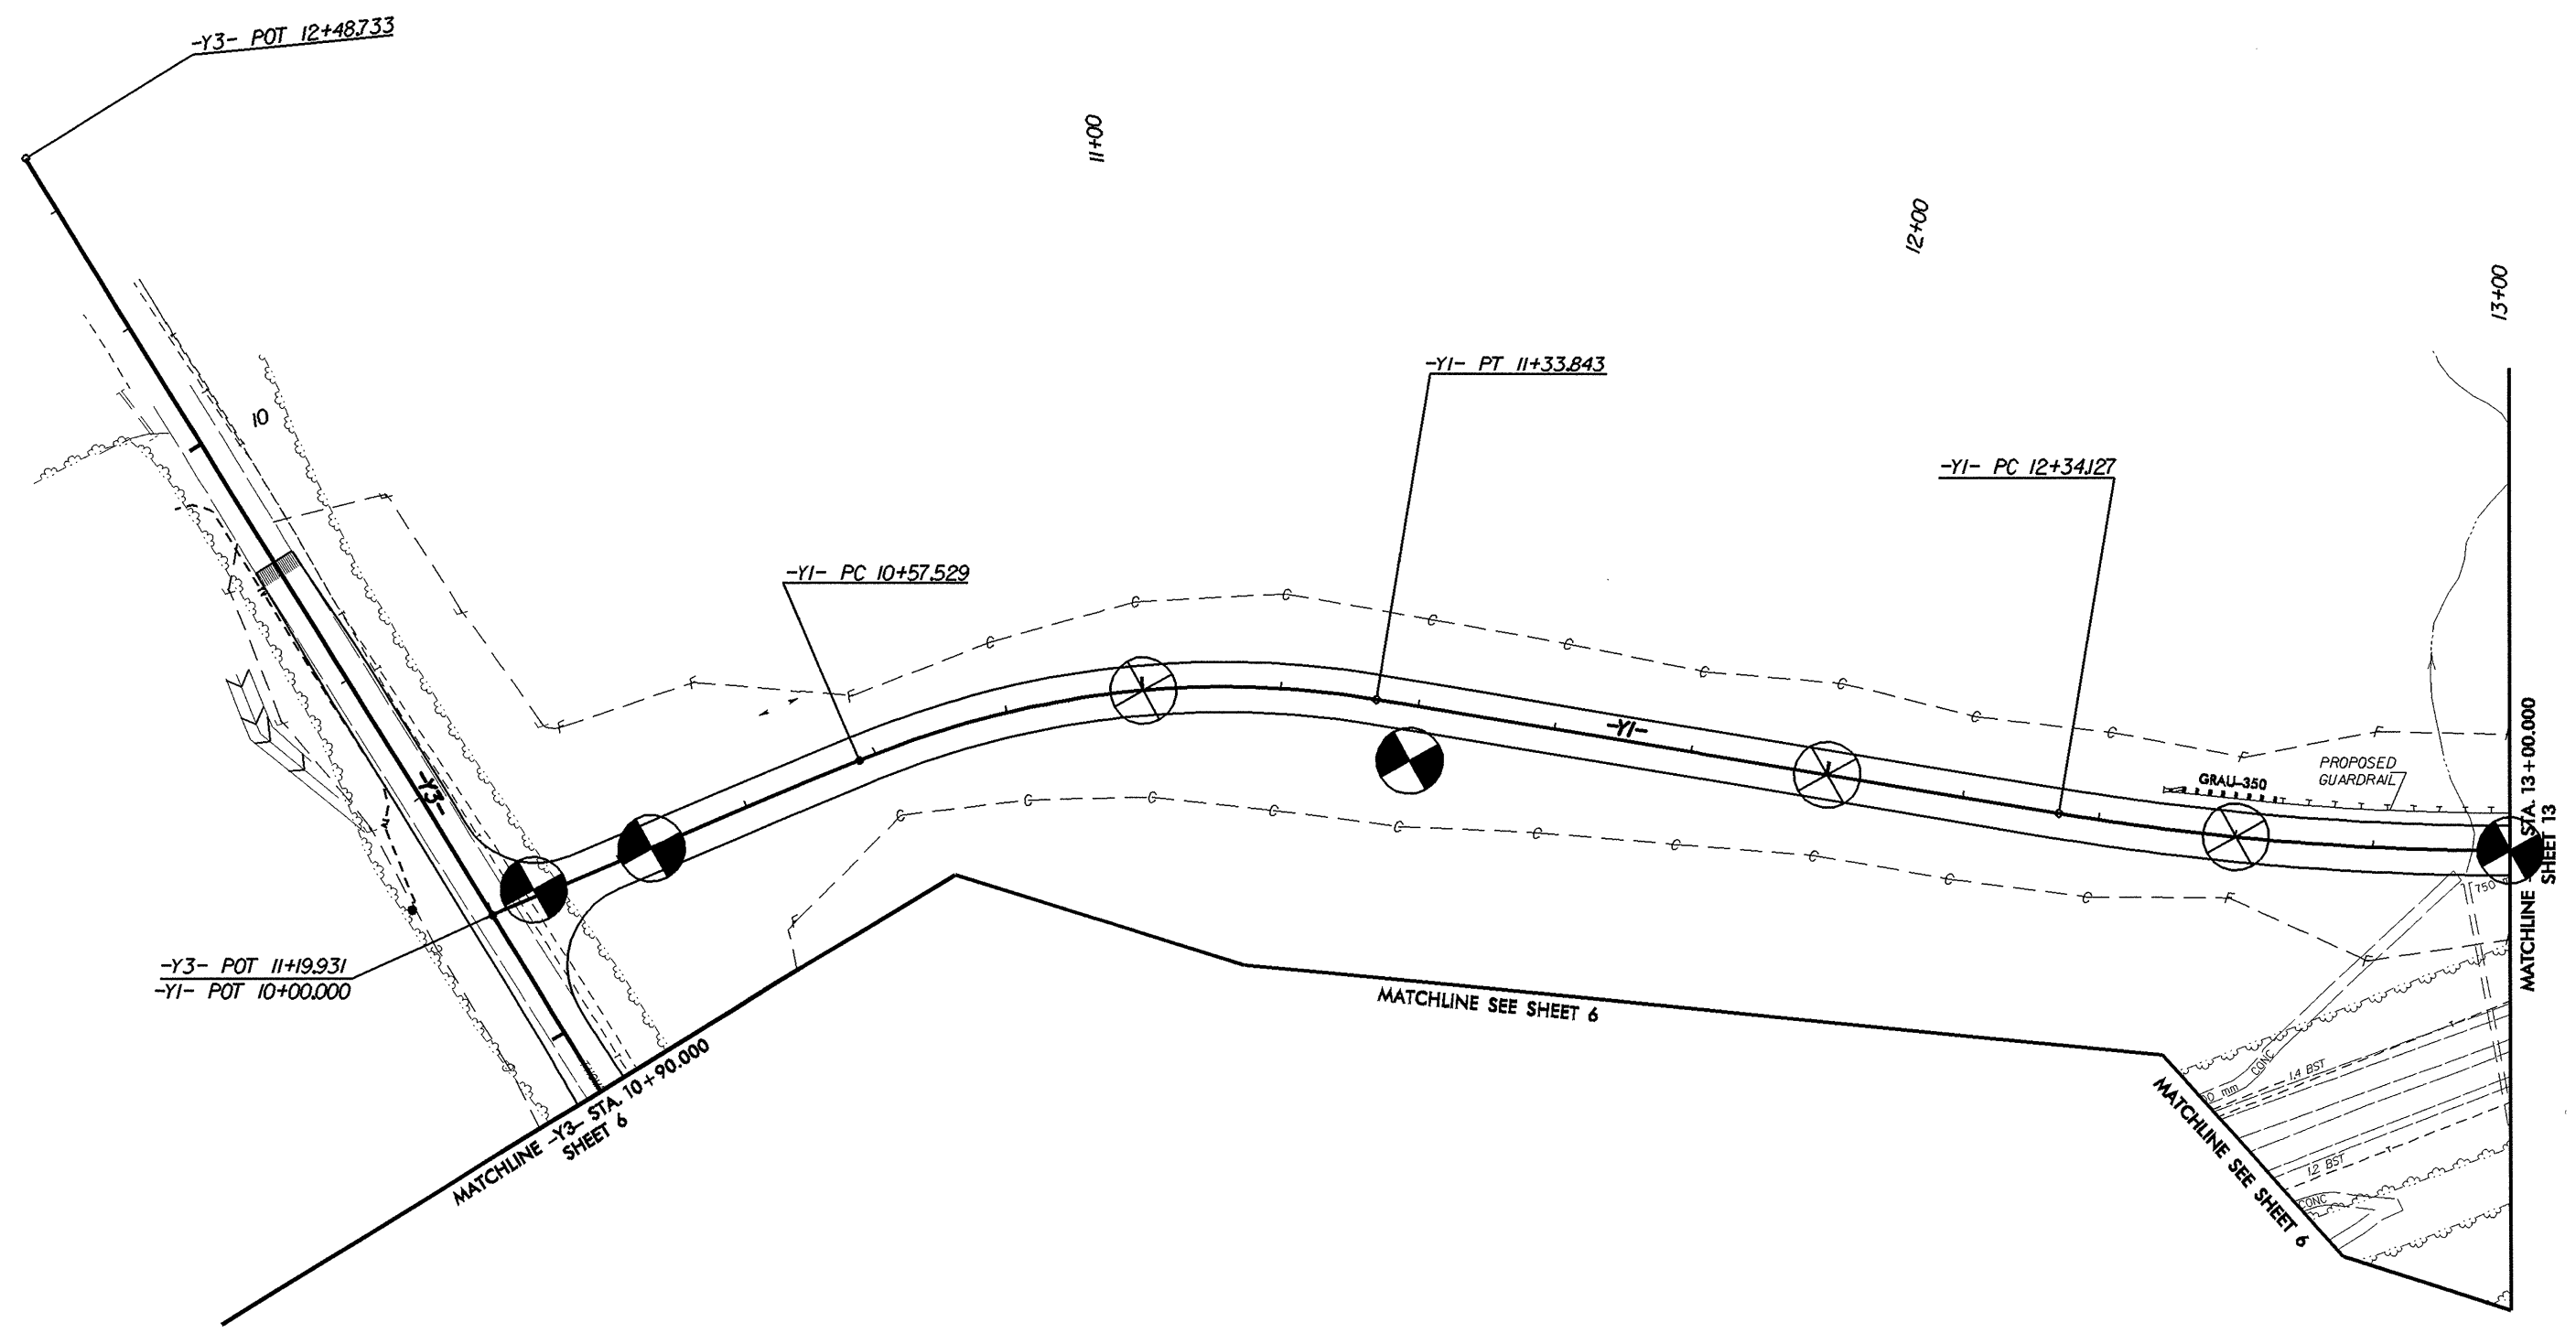 -Y3- POT 12+48.733
11+00
12+00
13+00
-Y1- PT 11+33.843
10
-Y1- PC 12+34.127
-Y1- PC 10+57.529
-Y1-
PROPOSED
GUARDRAIL
GRAU-350
-Y3-
750
-Y3- POT 11+19.931
-Y1- POT 10+00.000
MATCHLINE STA. 13+00.000
SHEET 13
MATCHLINE SEE SHEET 6
MATCHLINE -Y3- STA. 10+90.000
SHEET 6
CONC
1.4 BST
mm
MATCHLINE SEE SHEET 6
1.2 BST
CONC